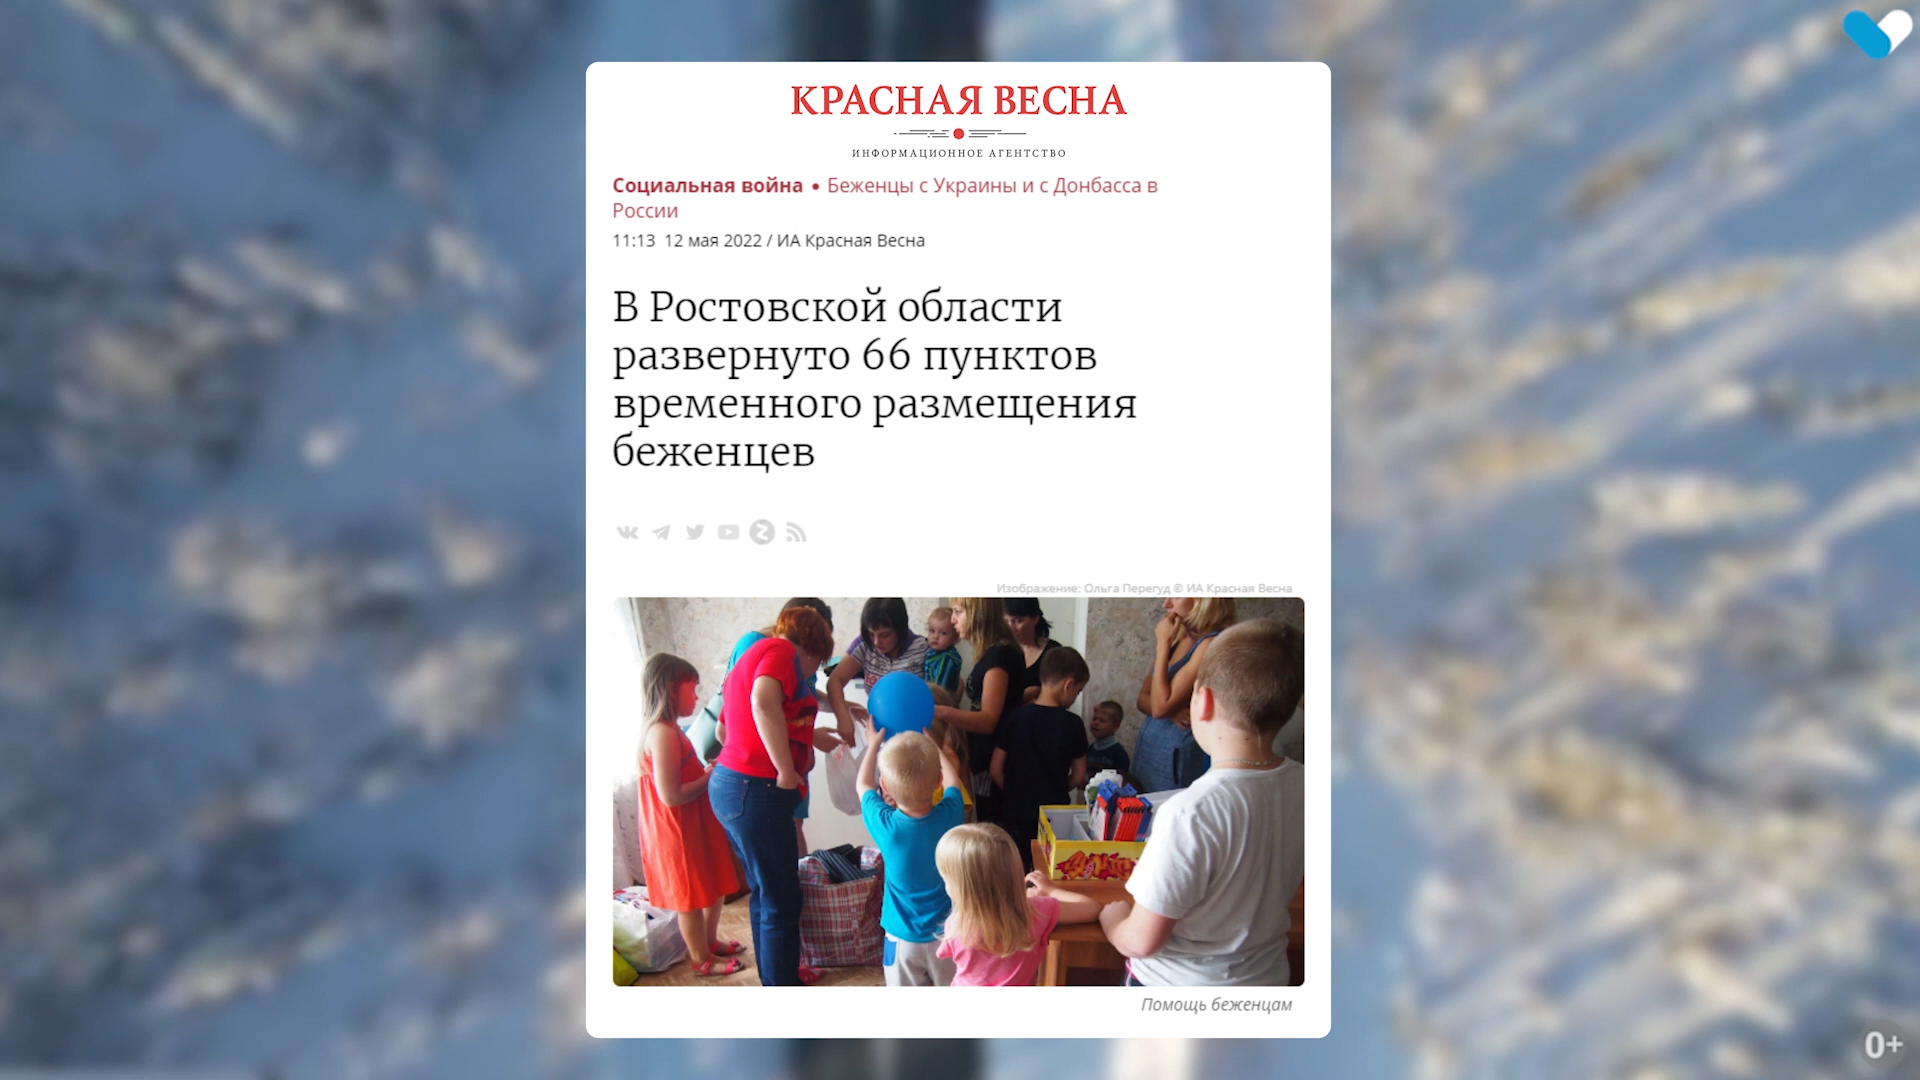 КРАСНАЯ ВЕСНА
ИНФОРМАЦИОННОЕ АГЕНТСТВО
Социальная война • Беженцы с Украины и с Донбасса в
России
11:13 12 мая 2022 / ИА Красная Весна
В Ростовской области
развернуто 66 пунктов
временного размещения
беженцев
Изображение: Ольга Перегуд © ИА Красная Весна
Помощь беженцам
0+